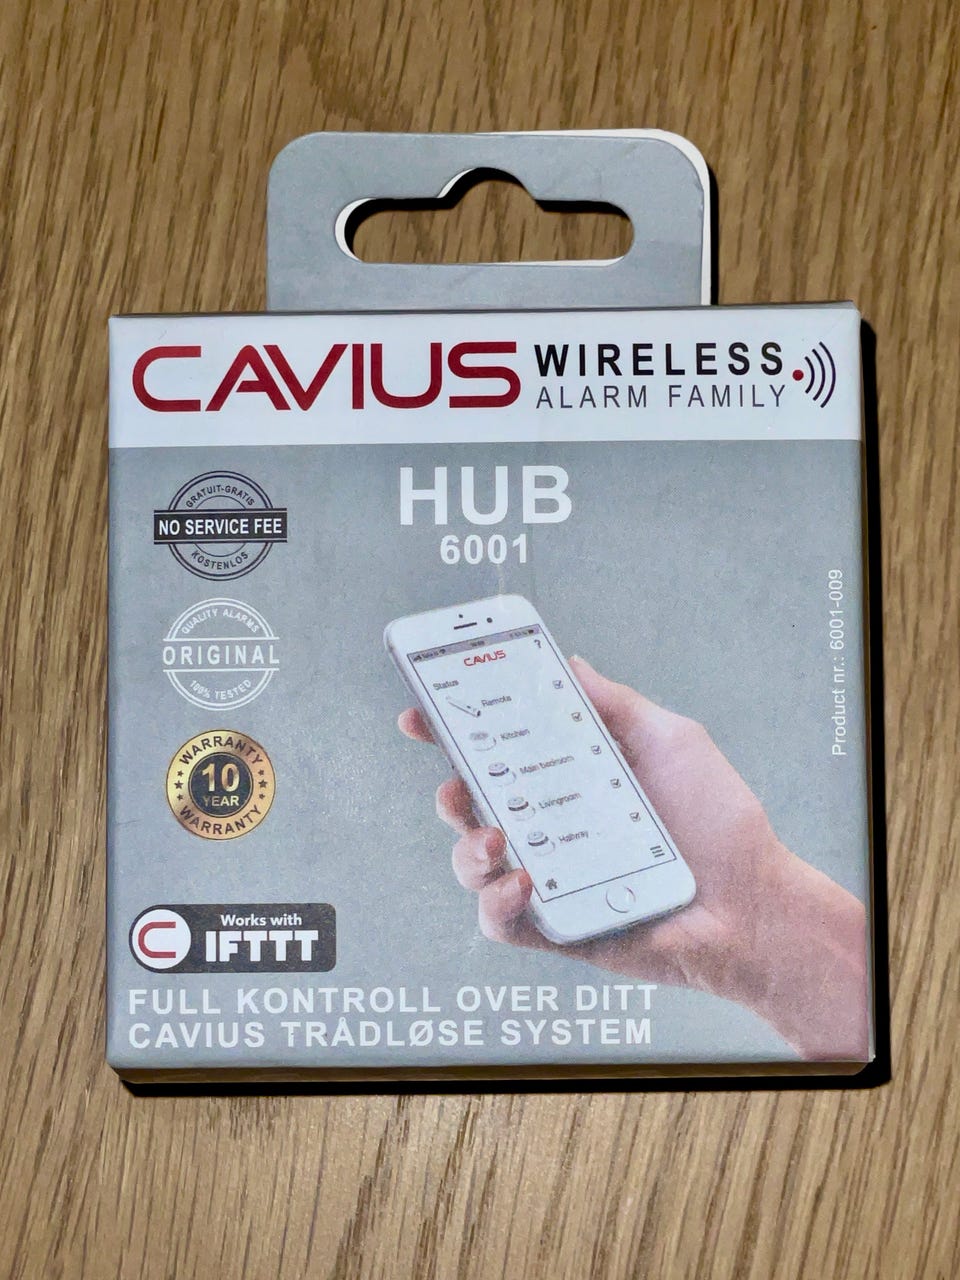 CAVIUS WIRELESS
ALARM FAMILY
HUB
6001
GRATUIT-GRATIS
NO SERVICE FEE
KOSTENLOS
QUALITY ALARMS
ORIGINAL
100% TESTED
WARRANTY
10
YEAR
WARRANTY
Product nr.: 6001-009
CAVIUS
?
Status
Remote
Kitchen
Main bedroom
Livingroom
Hallway
C
Works with
IFTTT
FULL KONTROLL OVER DITT
CAVIUS TRÅDLØSE SYSTEM